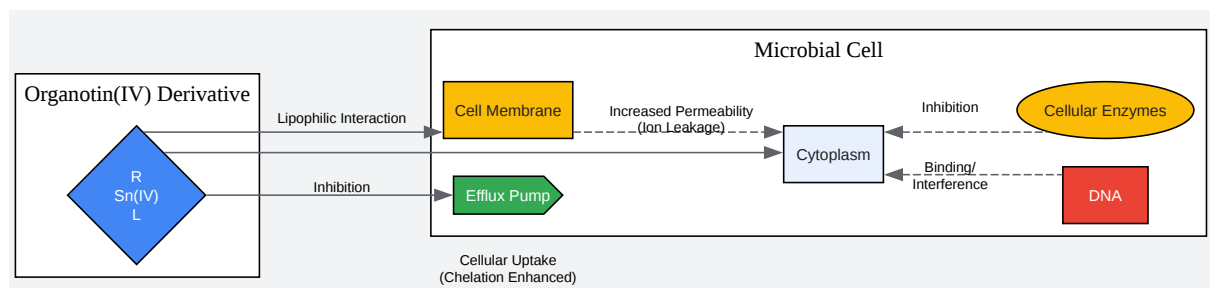 Microbial Cell
Organotin(IV) Derivative
Lipophilic Interaction
Cell Membrane
Increased Permeability
(Ion Leakage)
Inhibition
Cellular Enzymes
Cytoplasm
R
Sn(IV)
L
Inhibition
Efflux Pump
Binding/
Interference
DNA
Cellular Uptake
(Chelation Enhanced)